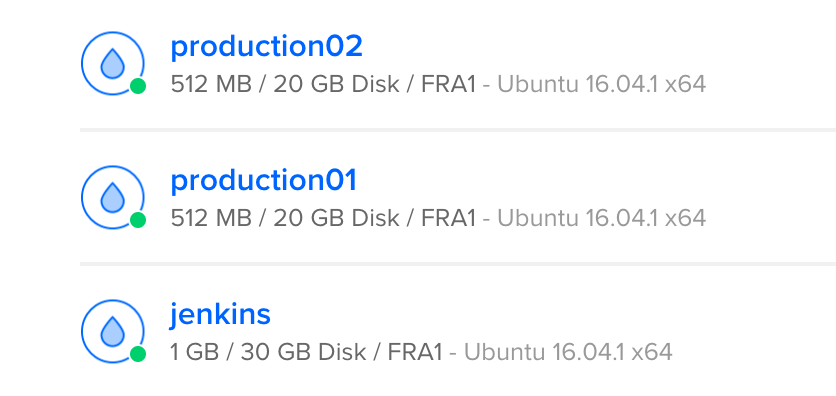 production02
512 MB / 20 GB Disk / FRA1 - Ubuntu 16.04.1 x64
production01
512 MB / 20 GB Disk / FRA1 - Ubuntu 16.04.1 x64
jenkins
1 GB / 30 GB Disk / FRA1 - Ubuntu 16.04.1 x64